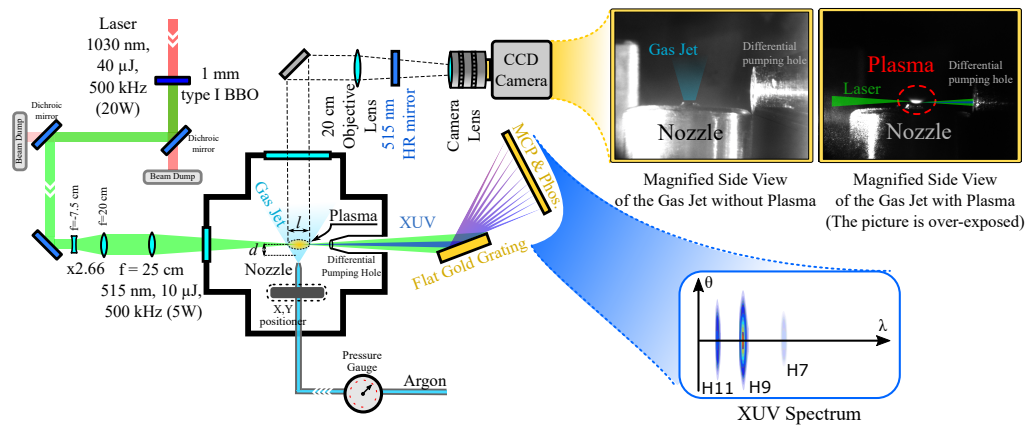 Laser
1030 nm,
40 µJ,
500 kHz
(20W)
1 mm
type I BBO
Dichroic
mirror
Dichroic
mirror
Beam Dump
Beam Dump
f=-7.5 cm
f=20 cm
x2.66
f = 25 cm
515 nm, 10 µJ,
500 kHz (5W)
20 cm
Objective
Lens
515 nm
HR mirror
Camera
Lens
CCD
Camera
Gas Jet
l
Plasma
d
Nozzle
Differential
Pumping Hole
X,Y
positioner
XUV
MCP & Phos.
Flat Gold Grating
Pressure
Gauge
Argon
Gas Jet
Differential
pumping hole
Nozzle
Magnified Side View
of the Gas Jet without Plasma
Plasma
Differential
pumping hole
Laser
Nozzle
Magnified Side View
of the Gas Jet with Plasma
(The picture is over-exposed)
θ
λ
H11
H9
H7
XUV Spectrum